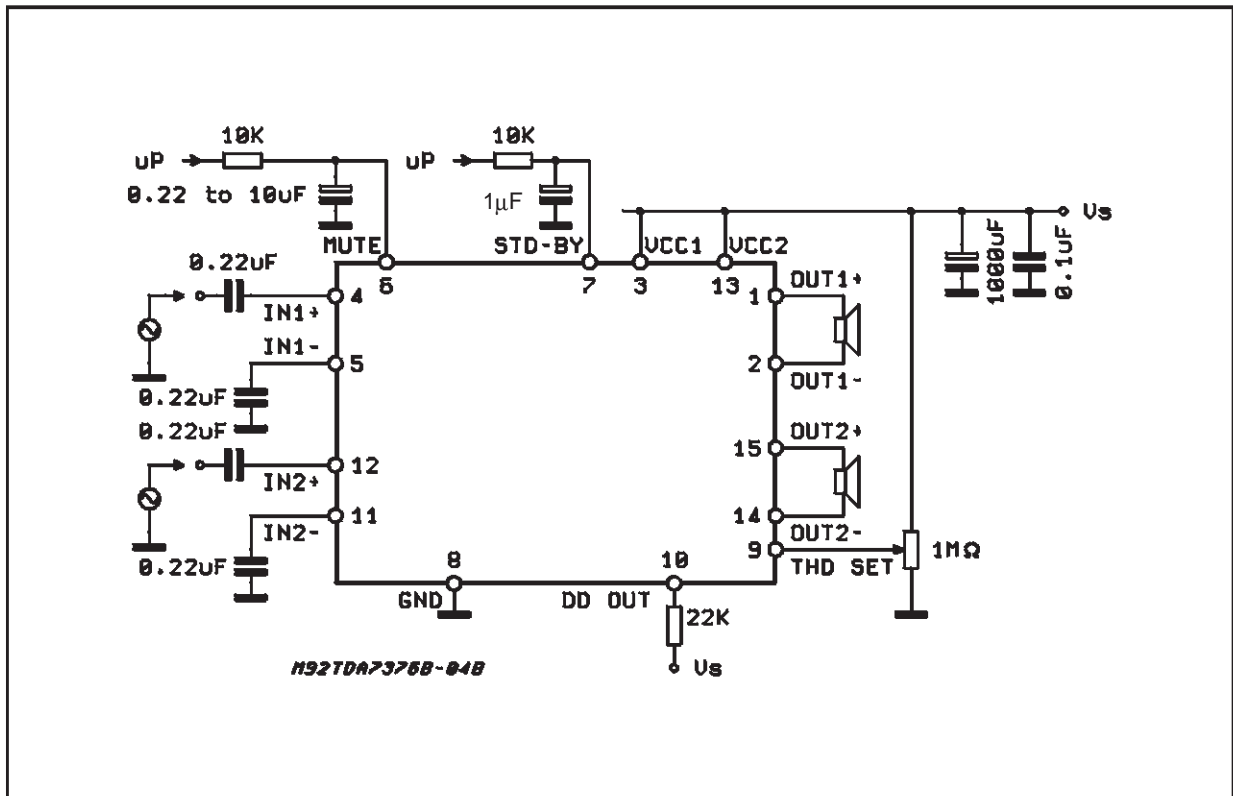 10K
10K
uP
uP
0.22 to 10uF
1μF
Vs
MUTE
STD-BY
VCC1
VCC2
1000uF
0.1uF
0.22uF
6
7
3
13
OUT1+
4
1
IN1+
IN1-
5
2
OUT1-
0.22uF
0.22uF
OUT2+
15
12
IN2+
11
14
IN2-
OUT2-
9
1MΩ
0.22uF
8
10
THD SET
GND
DD OUT
22K
M92TDA7376B-04B
Vs